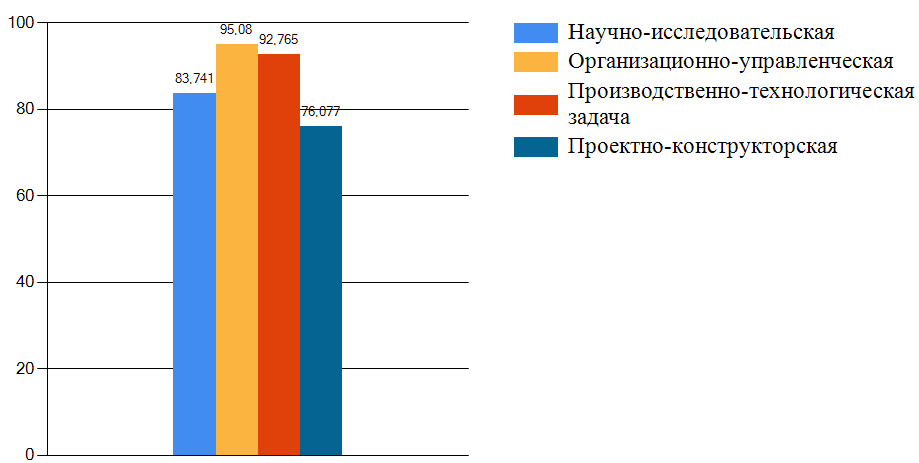 100
80
60
40
20
0
83,741
95,08
92,765
76,077
Научно-исследовательская
Организационно-управленческая
Производственно-технологическая
задача
Проектно-конструкторская